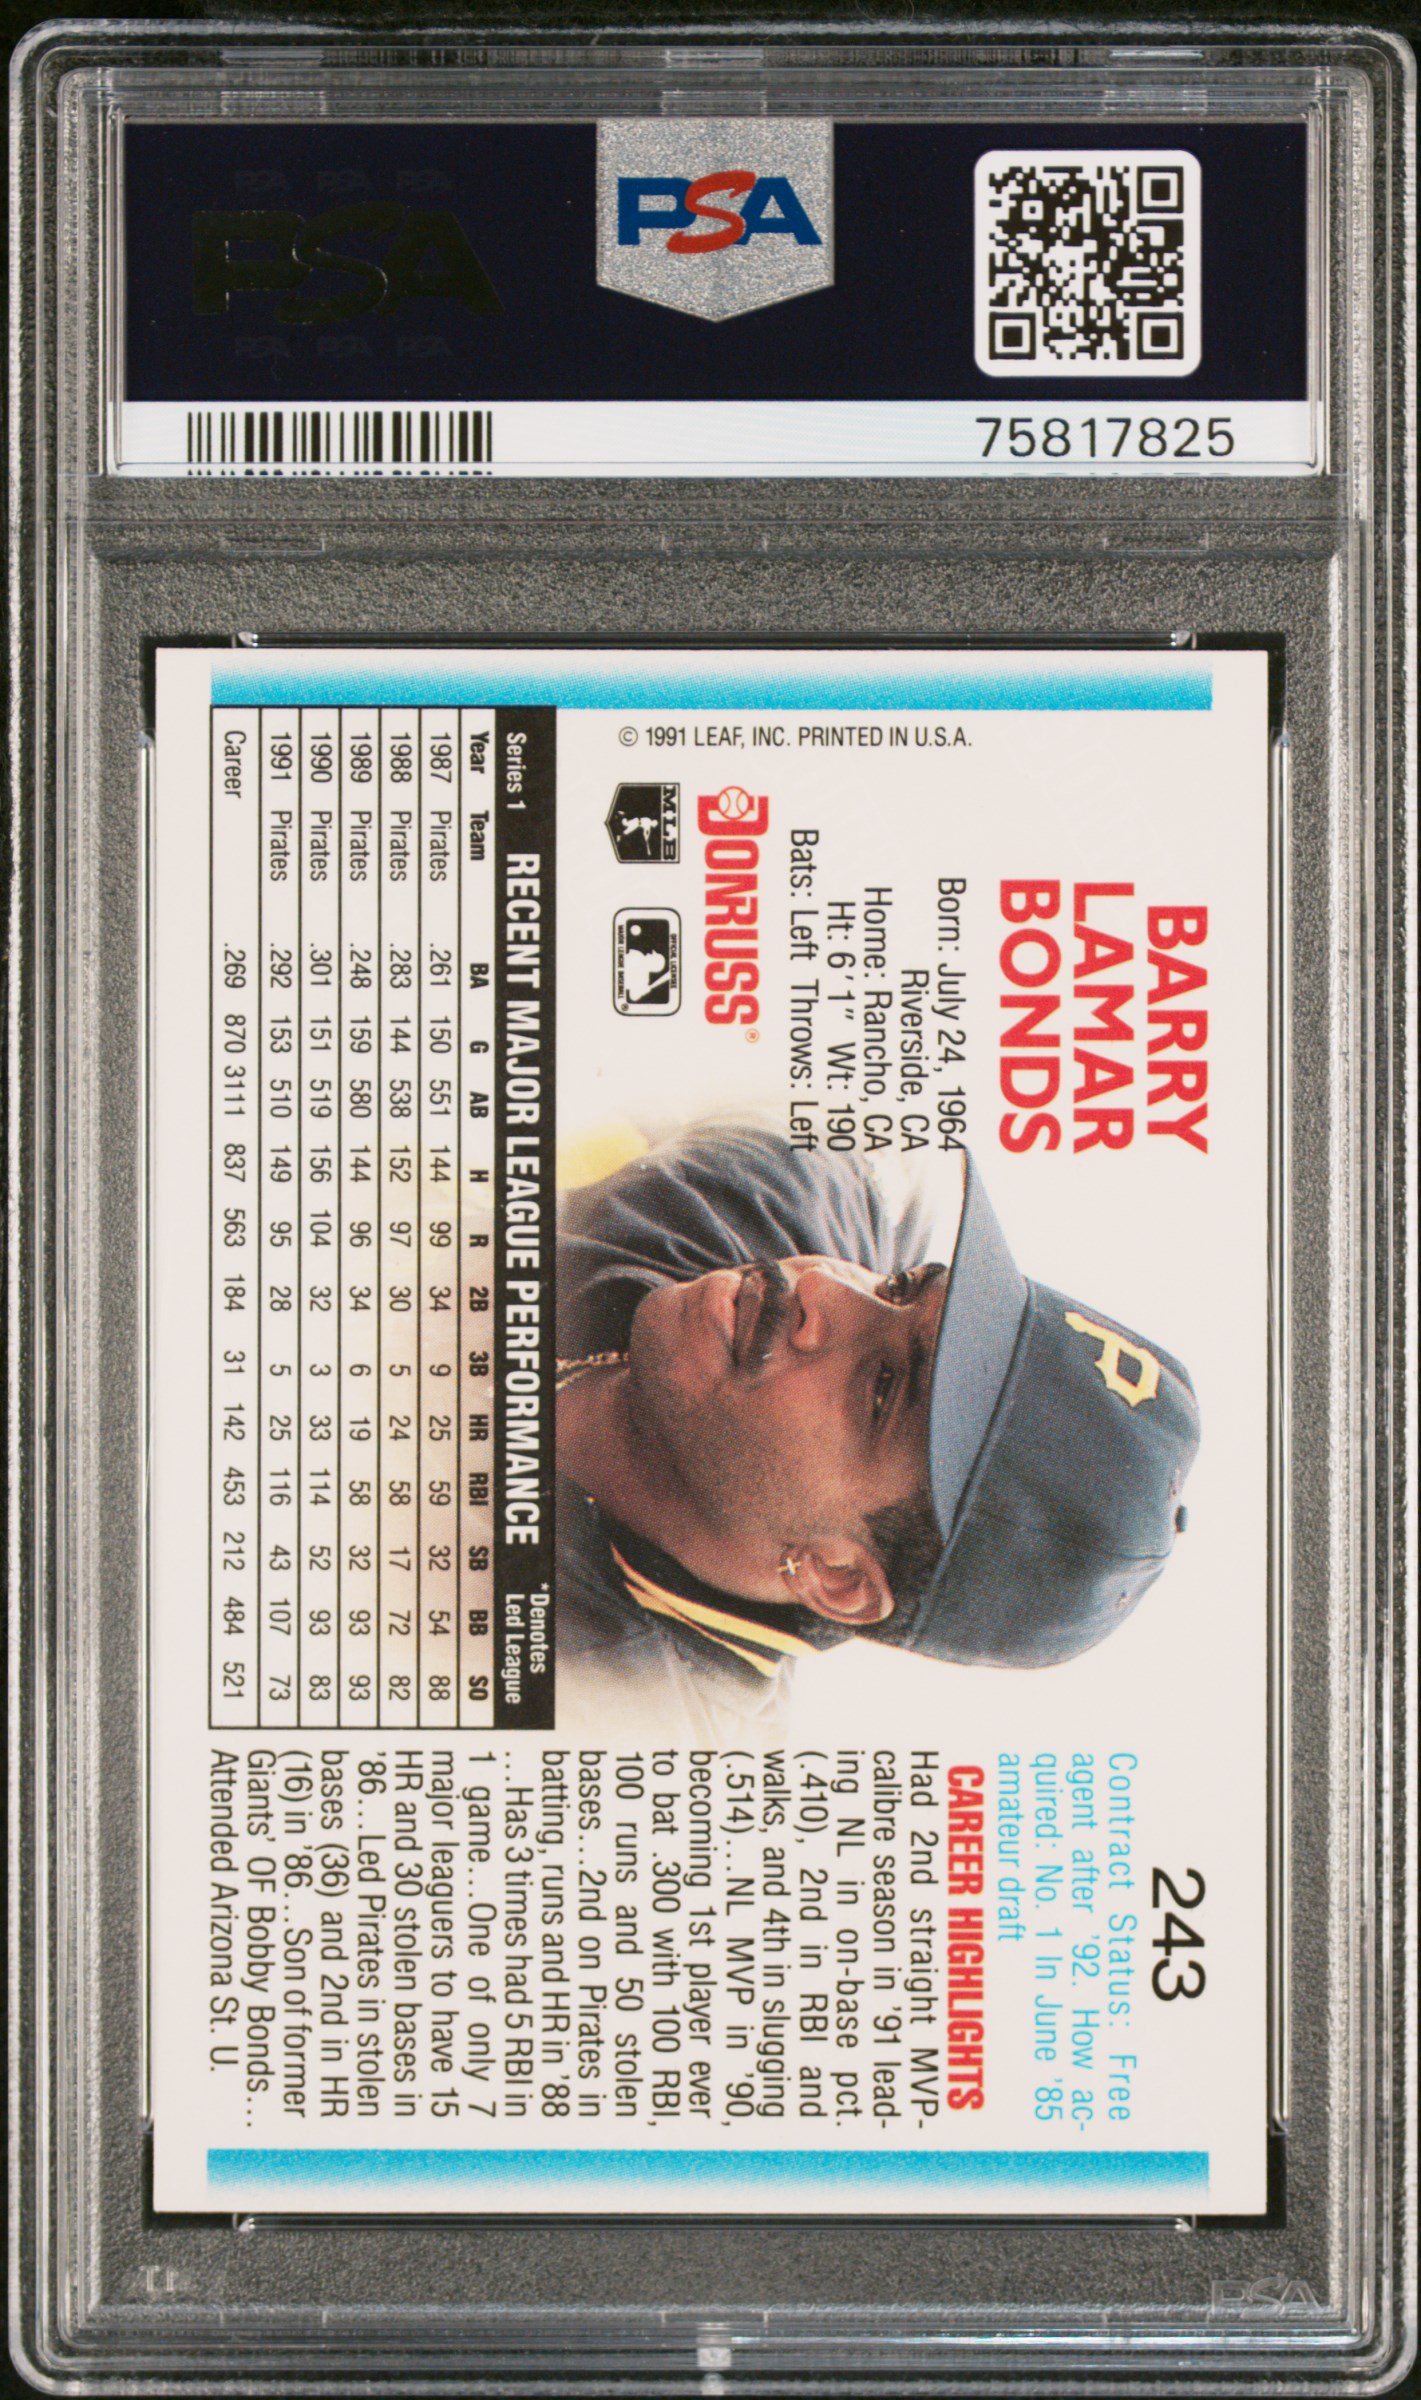 PSA PSA PSA
PSA
PSA PSA PSA
PSA
75817825
BARRY
LAMAR
BONDS
Born: July 24, 1964
Riverside, CA
Home: Rancho, CA
Ht: 6' 1" Wt: 190
Bats: Left Throws: Left
DONRUSS®
MLB
© 1991 LEAF, INC. PRINTED IN U.S.A.
P
243
Contract Status: Free
agent after '92. How ac-
quired: No. 1 In June '85
amateur draft
CAREER HIGHLIGHTS
Had 2nd straight MVP-
calibre season in '91 lead-
ing NL in on-base pct.
(.410), 2nd in RBI and
walks, and 4th in slugging
(.514)...NL MVP in '90,
becoming 1st player ever
to bat .300 with 100 RBI,
100 runs and 50 stolen
bases...2nd on Pirates in
batting, runs and HR in '88
...Has 3 times had 5 RBI in
1 game...One of only 7
major leaguers to have 15
HR and 30 stolen bases in
'86...Led Pirates in stolen
bases (36) and 2nd in HR
(16) in '86...Son of former
Giants' OF Bobby Bonds...
Attended Arizona St. U.
Series 1 RECENT MAJOR LEAGUE PERFORMANCE *Denotes
Led League
Year Team BA G AB H R 2B 3B HR RBI SB BB SO
1987 Pirates .261 150 551 144 99 34 9 25 59 32 54 88
1988 Pirates .283 144 538 152 97 30 5 24 58 17 72 82
1989 Pirates .248 159 580 144 96 34 6 19 58 32 93 93
1990 Pirates .301 151 519 156 104 32 3 33 114 52 93 83
1991 Pirates .292 153 510 149 95 28 5 25 116 43 107 73
Career .269 870 3111 837 563 184 31 142 453 212 484 521
PSA